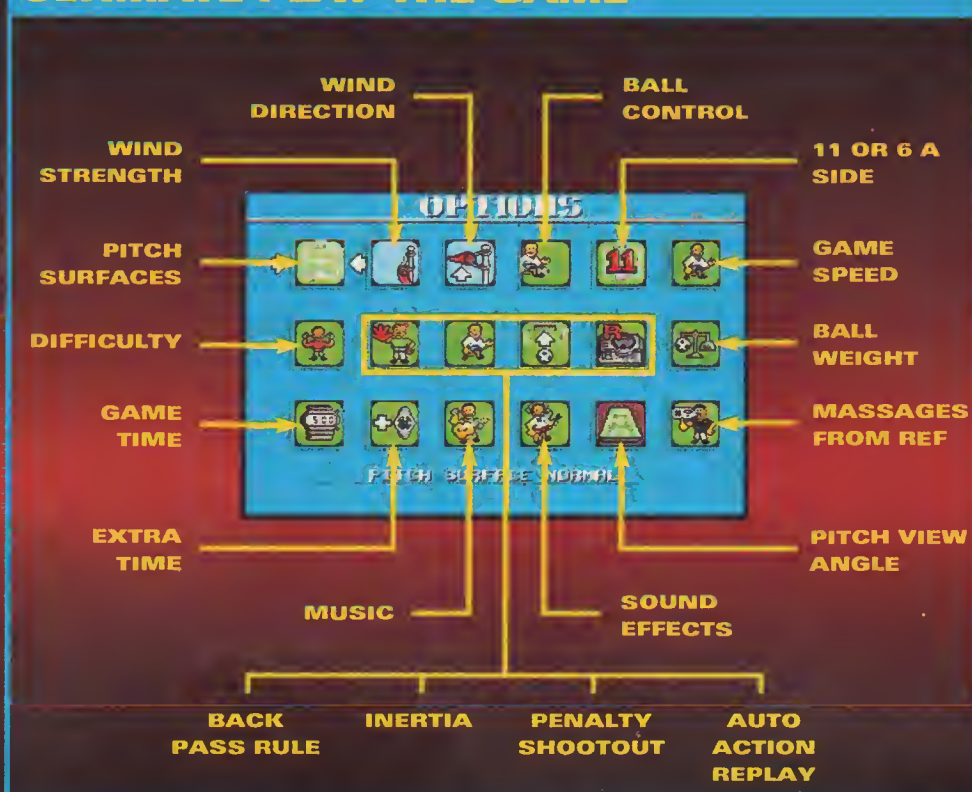 WIND
DIRECTION
BALL
CONTROL
WIND
STRENGTH
11 OR 6 A
SIDE
OPTIONS
PITCH
SURFACES
11
GAME
SPEED
DIFFICULTY
R
BALL
WEIGHT
GAME
TIME
MASSAGES
FROM REF
PITCH SURFACE NORMAL
EXTRA
TIME
PITCH VIEW
ANGLE
MUSIC
SOUND
EFFECTS
BACK
PASS RULE
INERTIA
PENALTY
SHOOTOUT
AUTO
ACTION
REPLAY